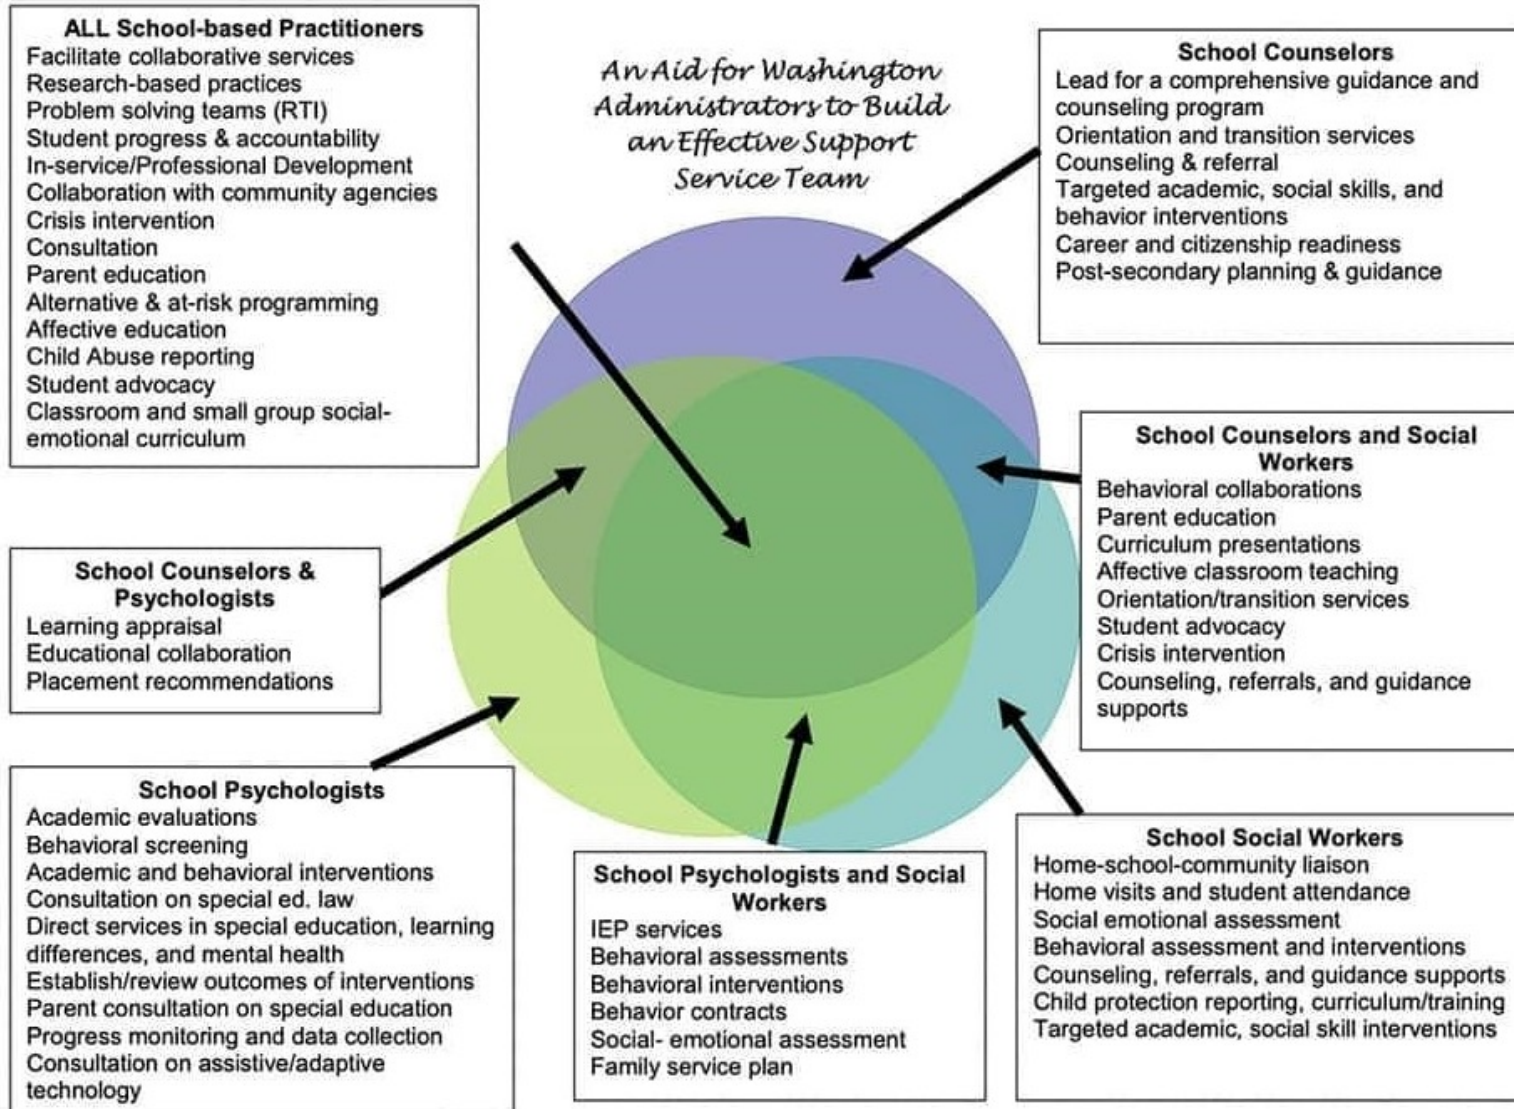 ALL School-based Practitioners
Facilitate collaborative services
Research-based practices
Problem solving teams (RTI)
Student progress & accountability
In-service/Professional Development
Collaboration with community agencies
Crisis intervention
Consultation
Parent education
Alternative & at-risk programming
Affective education
Child Abuse reporting
Student advocacy
Classroom and small group social-
emotional curriculum
An Aid for Washington
Administrators to Build
an Effective Support
Service Team
School Counselors
Lead for a comprehensive guidance and
counseling program
Orientation and transition services
Counseling & referral
Targeted academic, social skills, and
behavior interventions
Career and citizenship readiness
Post-secondary planning & guidance
School Counselors and Social
Workers
Behavioral collaborations
Parent education
Curriculum presentations
Affective classroom teaching
Orientation/transition services
Student advocacy
Crisis intervention
Counseling, referrals, and guidance
supports
School Counselors &
Psychologists
Learning appraisal
Educational collaboration
Placement recommendations
School Psychologists
Academic evaluations
Behavioral screening
Academic and behavioral interventions
Consultation on special ed. law
Direct services in special education, learning
differences, and mental health
Establish/review outcomes of interventions
Parent consultation on special education
Progress monitoring and data collection
Consultation on assistive/adaptive
technology
School Psychologists and Social
Workers
IEP services
Behavioral assessments
Behavioral interventions
Behavior contracts
Social- emotional assessment
Family service plan
School Social Workers
Home-school-community liaison
Home visits and student attendance
Social emotional assessment
Behavioral assessment and interventions
Counseling, referrals, and guidance supports
Child protection reporting, curriculum/training
Targeted academic, social skill interventions